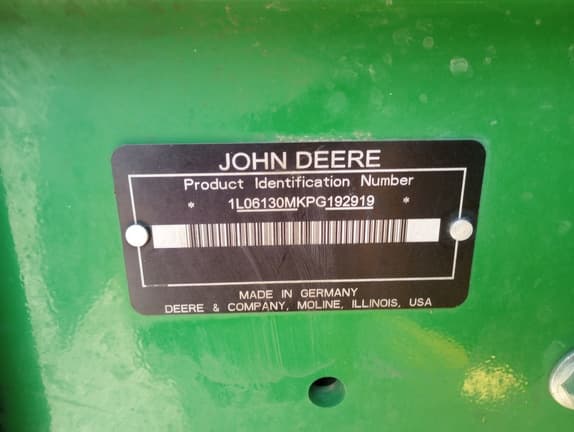 JOHN DEERE
Product Identification Number
* 1L06130MKPG192919 *
MADE IN GERMANY
DEERE & COMPANY, MOLINE, ILLINOIS, USA